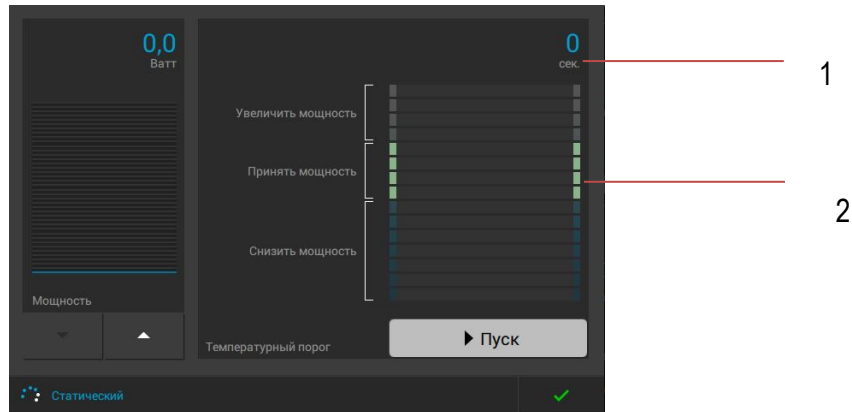 0,0
Ватт
Мощность
0
сек.
Увеличить мощность
Принять мощность
Снизить мощность
Температурный порог
Пуск
Статический
1
2